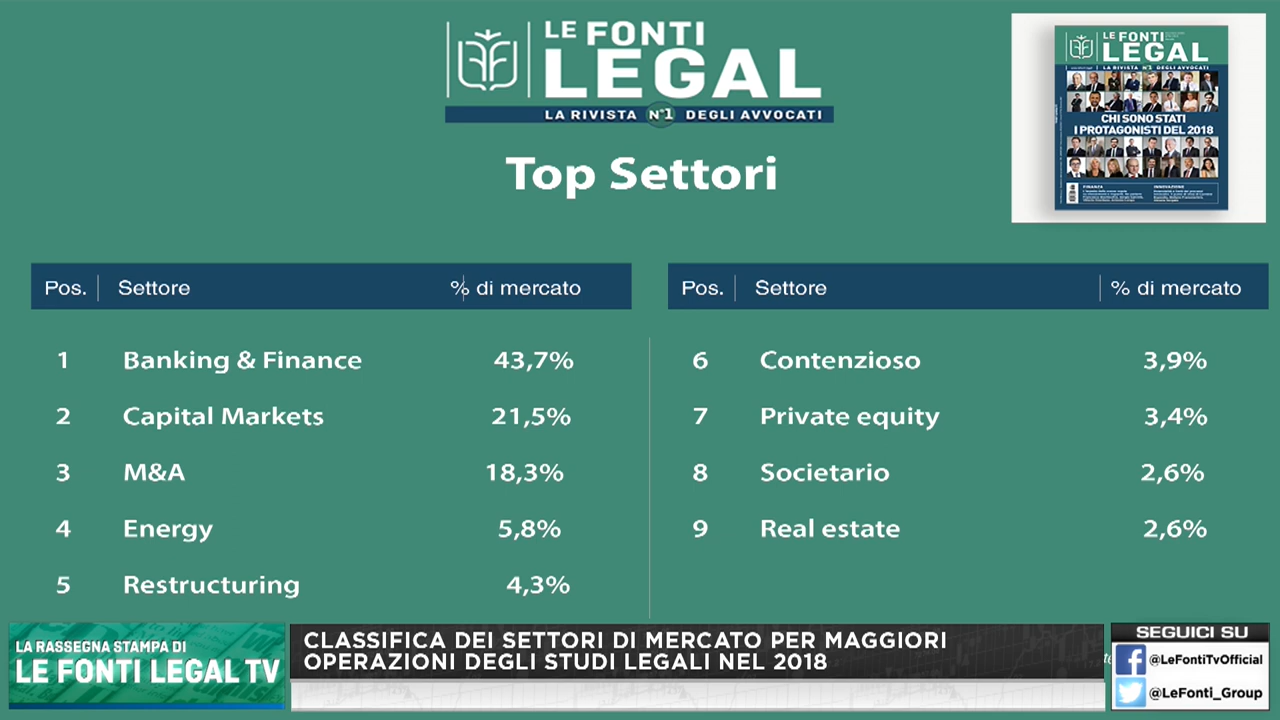 LE FONTI
LEGAL
LA RIVISTA N°1 DEGLI AVVOCATI
LE FONTI
LEGAL
LA RIVISTA N°1 DEGLI AVVOCATI
CHI SONO STATI
I PROTAGONISTI DEL 2018
FINANZA
INNOVAZIONE
Top Settori
Pos. Settore % di mercato
1 Banking & Finance 43,7%
2 Capital Markets 21,5%
3 M&A 18,3%
4 Energy 5,8%
5 Restructuring 4,3%
Pos. Settore % di mercato
6 Contenzioso 3,9%
7 Private equity 3,4%
8 Societario 2,6%
9 Real estate 2,6%
LA RASSEGNA STAMPA DI
LE FONTI LEGAL TV
CLASSIFICA DEI SETTORI DI MERCATO PER MAGGIORI
OPERAZIONI DEGLI STUDI LEGALI NEL 2018
SEGUICI SU
@LeFontiTvOfficial
@LeFonti_Group